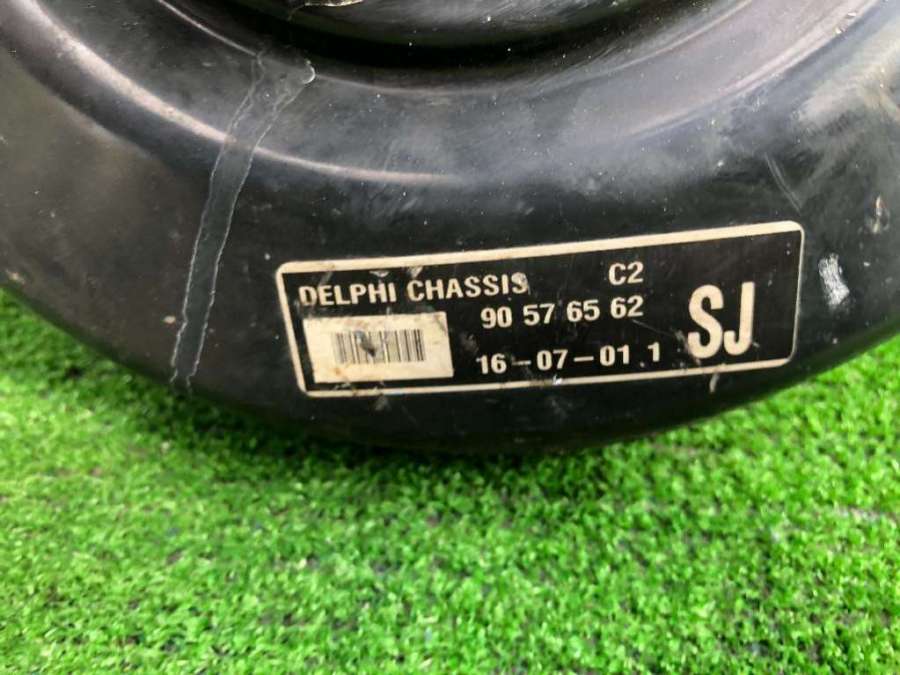 DELPHI CHASSIS C2
90 57 65 62
SJ
16-07-01 1